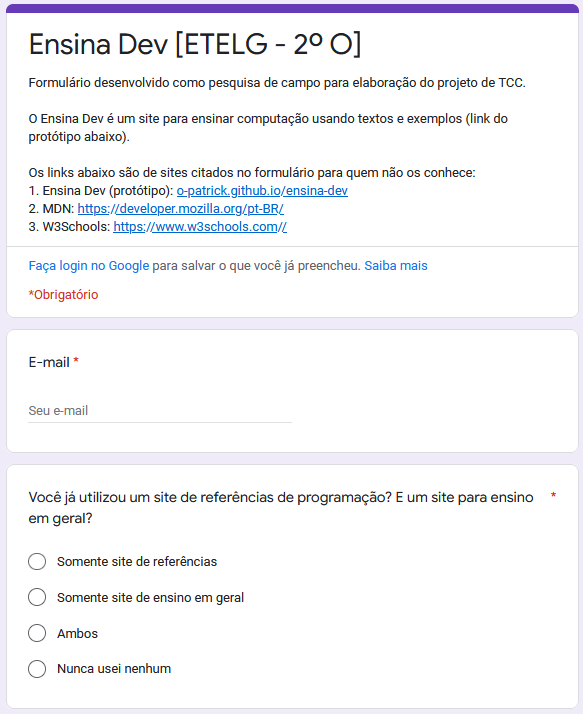 Ensina Dev [ETELG - 2º O]
Formulário desenvolvido como pesquisa de campo para elaboração do projeto de TCC.
O Ensina Dev é um site para ensinar computação usando textos e exemplos (link do
protótipo abaixo).
Os links abaixo são de sites citados no formulário para quem não os conhece:
1. Ensina Dev (protótipo): o-patrick.github.io/ensina-dev
2. MDN: https://developer.mozilla.org/pt-BR/
3. W3Schools: https://www.w3schools.com//
Faça login no Google para salvar o que você já preencheu. Saiba mais
*Obrigatório
E-mail *
Seu e-mail
Você já utilizou um site de referências de programação? E um site para ensino *
em geral?
Somente site de referências
Somente site de ensino em geral
Ambos
Nunca usei nenhum